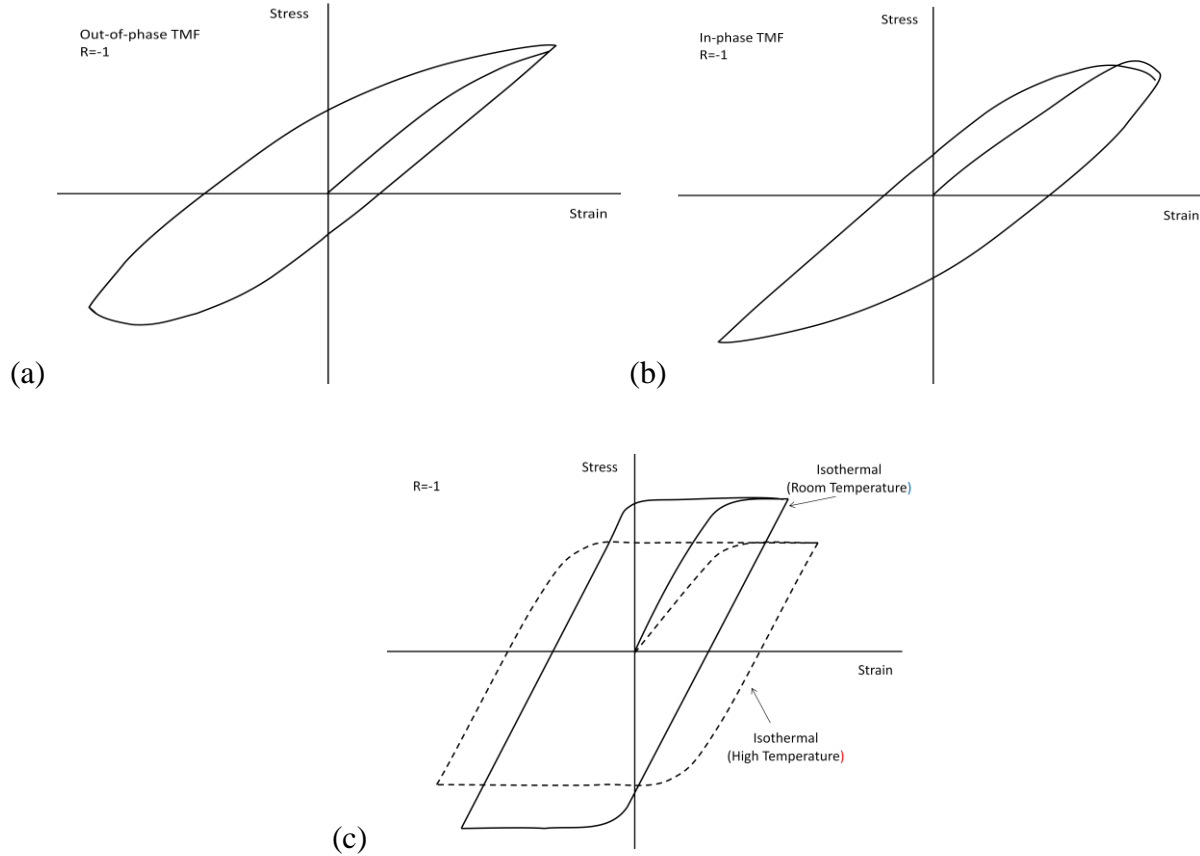 Stress
Out-of-phase TMF
R=-1
Strain
(a)
Stress
In-phase TMF
R=-1
Strain
(b)
Stress
R=-1
Isothermal
(Room Temperature)
Strain
Isothermal
(High Temperature)
(c)